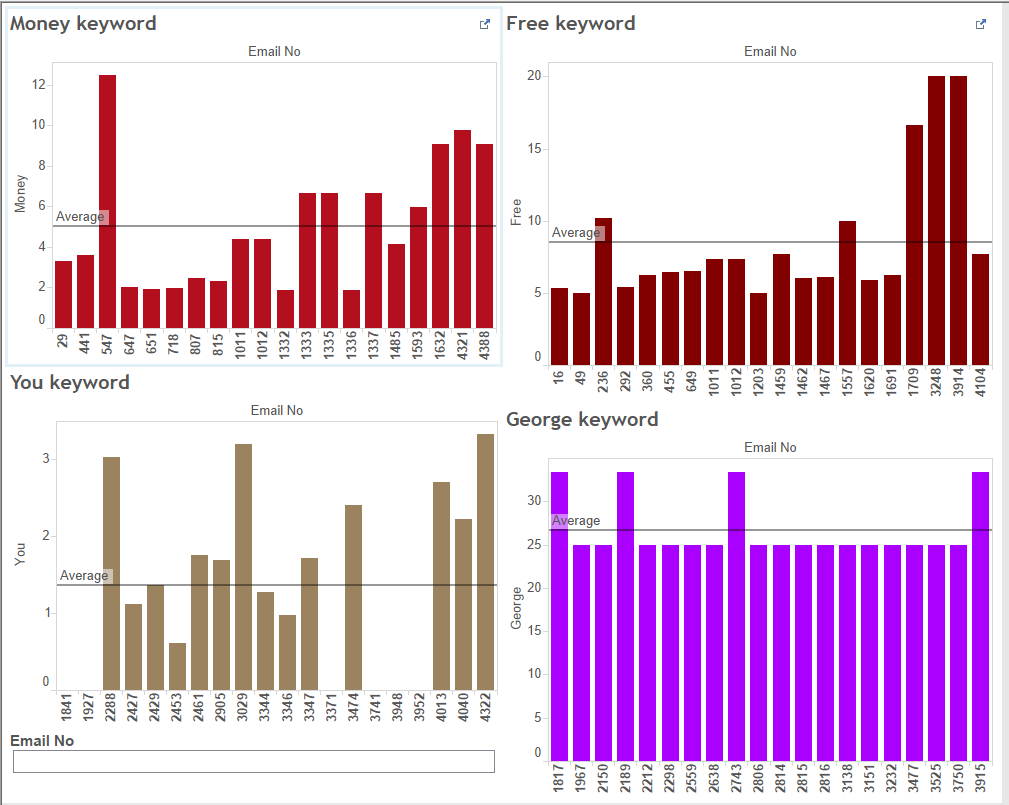 Money keyword
Email No
Money
12
10
8
6
4
2
0
Average
29 441 547 647 651 718 807 815 1011 1012 1332 1333 1335 1336 1337 1485 1593 1632 4321 4388
Free keyword
Email No
Free
20
15
10
5
0
Average
16 49 236 292 360 455 649 1011 1012 1203 1459 1462 1467 1557 1620 1691 1709 3248 3914 4104
You keyword
Email No
You
3
2
1
0
Average
1841 1927 2288 2427 2429 2453 2461 2905 3029 3344 3346 3347 3371 3474 3741 3948 3952 4013 4040 4322
Email No
George keyword
Email No
George
30
25
20
15
10
5
0
Average
1817 1967 2150 2189 2212 2298 2559 2638 2743 2806 2814 2815 2816 3138 3151 3232 3477 3525 3750 3915